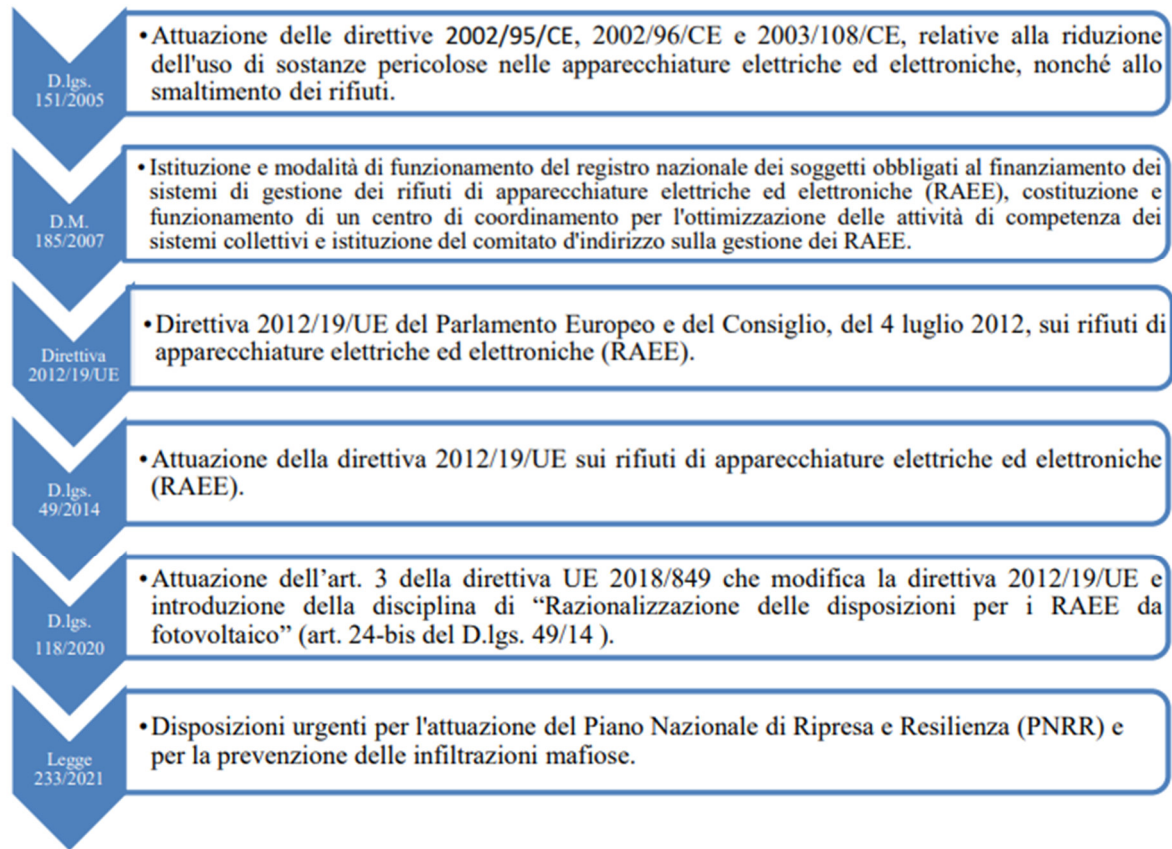 D.lgs.
151/2005
•Attuazione delle direttive 2002/95/CE, 2002/96/CE e 2003/108/CE, relative alla riduzione
dell'uso di sostanze pericolose nelle apparecchiature elettriche ed elettroniche, nonché allo
smaltimento dei rifiuti.
D.M.
185/2007
•Istituzione e modalità di funzionamento del registro nazionale dei soggetti obbligati al finanziamento dei
sistemi di gestione dei rifiuti di apparecchiature elettriche ed elettroniche (RAEE), costituzione e
funzionamento di un centro di coordinamento per l'ottimizzazione delle attività di competenza dei
sistemi collettivi e istituzione del comitato d'indirizzo sulla gestione dei RAEE.
Direttiva
2012/19/UE
•Direttiva 2012/19/UE del Parlamento Europeo e del Consiglio, del 4 luglio 2012, sui rifiuti di
apparecchiature elettriche ed elettroniche (RAEE).
D.lgs.
49/2014
•Attuazione della direttiva 2012/19/UE sui rifiuti di apparecchiature elettriche ed elettroniche
(RAEE).
D.lgs.
118/2020
•Attuazione dell’art. 3 della direttiva UE 2018/849 che modifica la direttiva 2012/19/UE e
introduzione della disciplina di “Razionalizzazione delle disposizioni per i RAEE da
fotovoltaico” (art. 24-bis del D.lgs. 49/14 ).
Legge
233/2021
•Disposizioni urgenti per l'attuazione del Piano Nazionale di Ripresa e Resilienza (PNRR) e
per la prevenzione delle infiltrazioni mafiose.